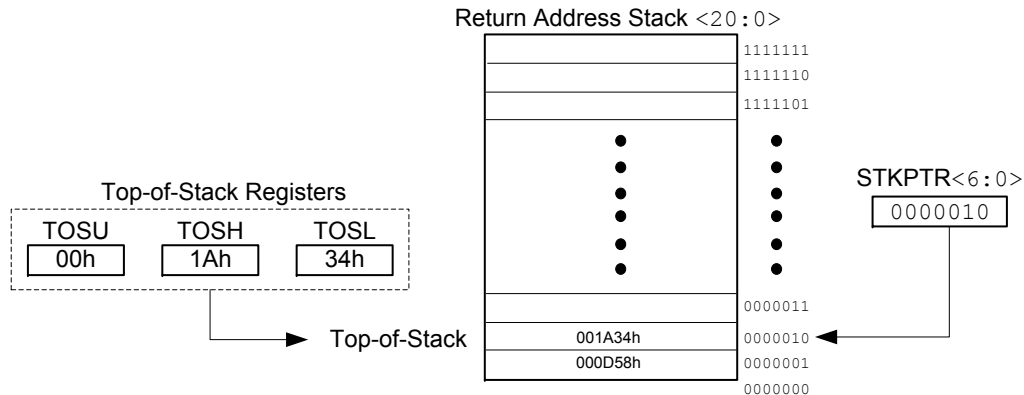 Return Address Stack <20:0>
1111111
1111110
1111101
STKPTR<6:0>
0000010
Top-of-Stack Registers
TOSU TOSH TOSL
00h 1Ah 34h
0000011
Top-of-Stack 001A34h 0000010
000D58h 0000001
0000000